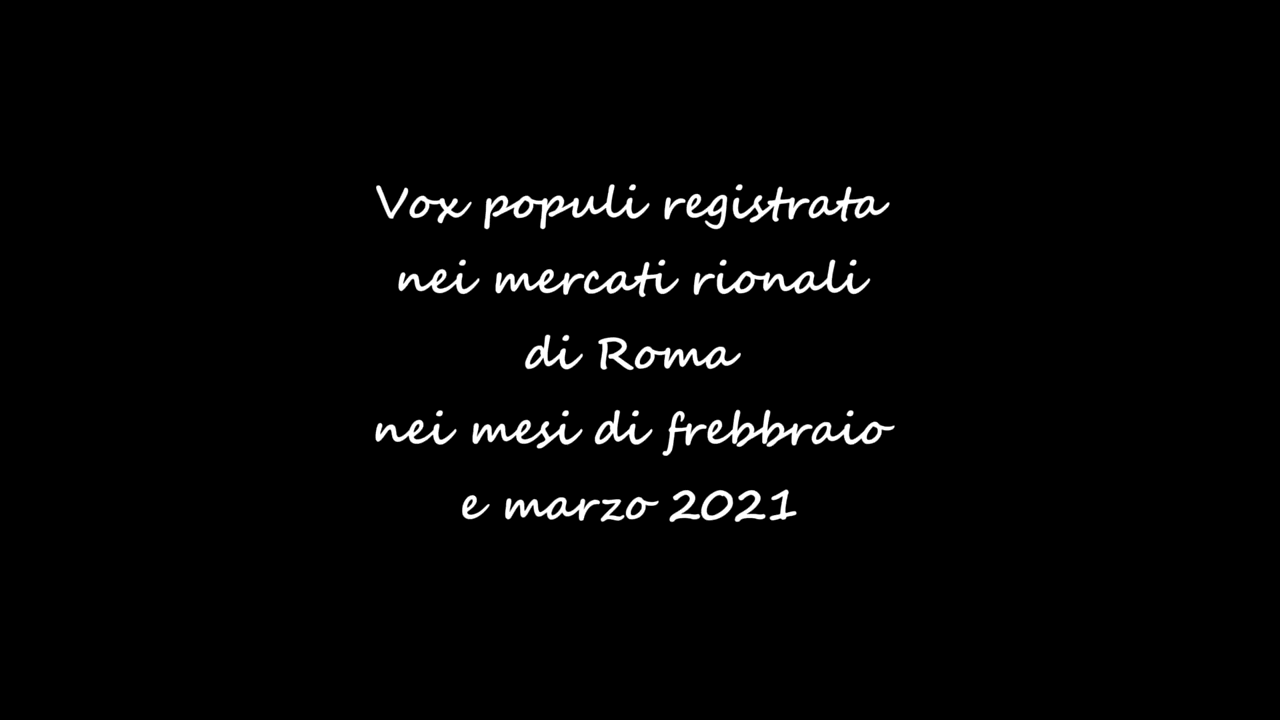 Vox populi registrata
nei mercati rionali
di Roma
nei mesi di frebbraio
e marzo 2021